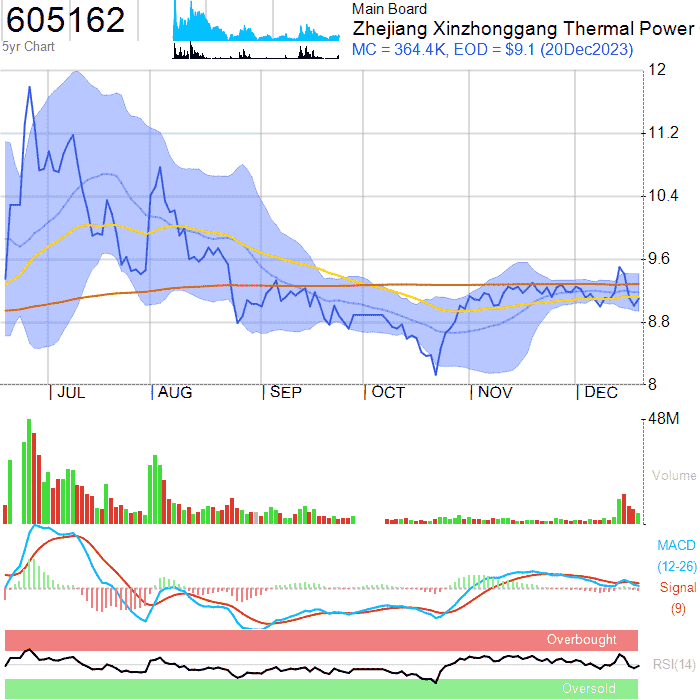 605162
5yr Chart
Main Board
Zhejiang Xinzhonggang Thermal Power
MC = 364.4K, EOD = $9.1 (20Dec2023)
12
11.2
10.4
9.6
8.8
8
JUL
AUG
SEP
OCT
NOV
DEC
48M
Volume
MACD
(12-26)
Signal
(9)
Overbought
RSI(14)
Oversold